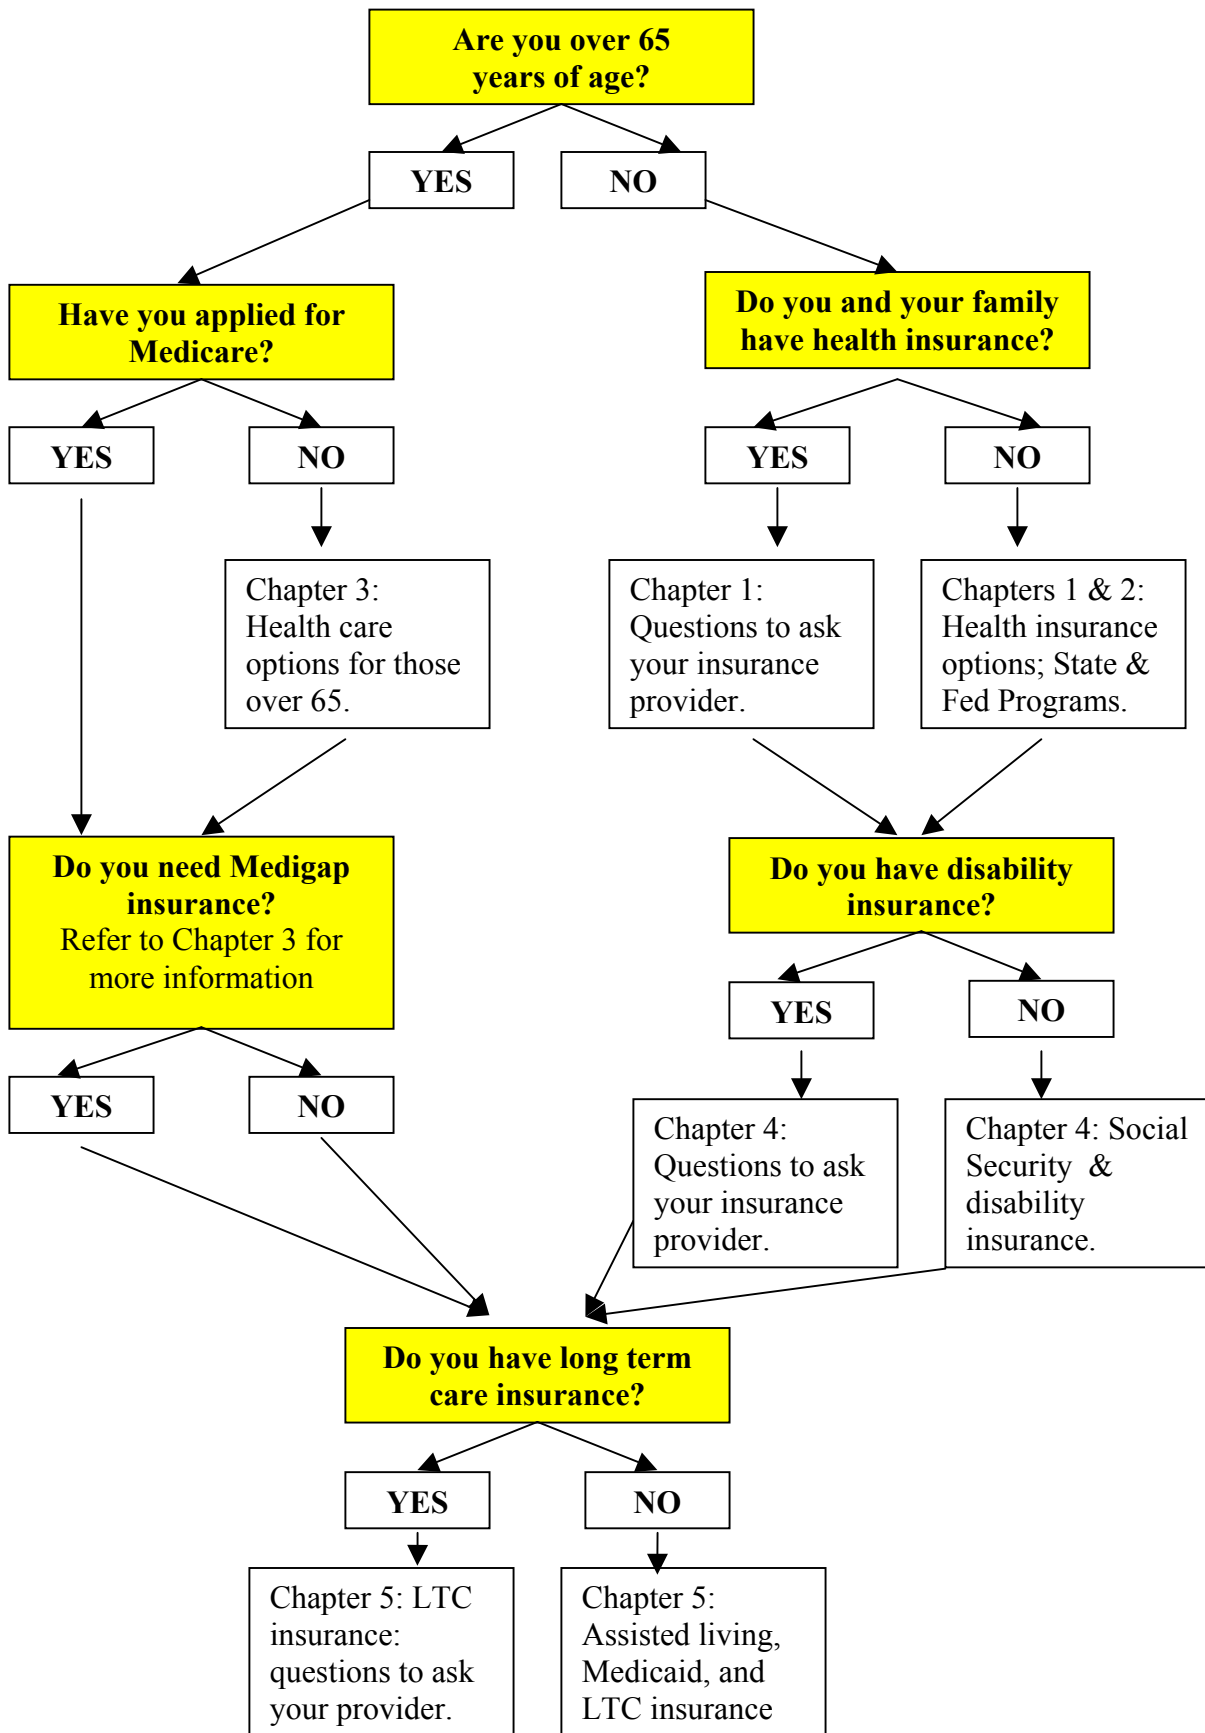 Are you over 65
years of age?
YES
NO
Have you applied for
Medicare?
Do you and your family
have health insurance?
YES
NO
YES
NO
Chapter 3:
Health care
options for those
over 65.
Chapter 1:
Questions to ask
your insurance
provider.
Chapters 1 & 2:
Health insurance
options; State &
Fed Programs.
Do you need Medigap
insurance?
Refer to Chapter 3 for
more information
Do you have disability
insurance?
YES
NO
YES
NO
Chapter 4:
Questions to ask
your insurance
provider.
Chapter 4: Social
Security & 
disability
insurance.
Do you have long term
care insurance?
YES
NO
Chapter 5: LTC
insurance:
questions to ask
your provider.
Chapter 5:
Assisted living,
Medicaid, and
LTC insurance